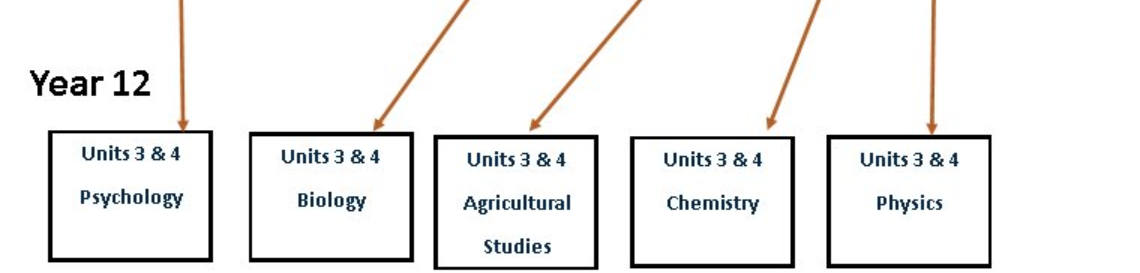 Year 12
Units 3 & 4
Psychology
Units 3 & 4
Biology
Units 3 & 4
Agricultural
Studies
Units 3 & 4
Chemistry
Units 3 & 4
Physics